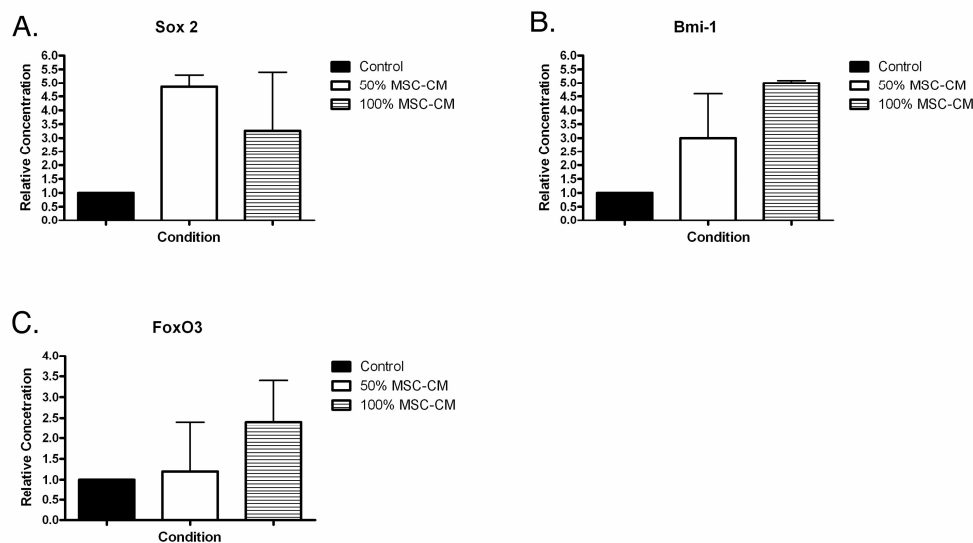 A.
Sox 2
Relative Concentration
6.0
5.5
5.0
4.5
4.0
3.5
3.0
2.5
2.0
1.5
1.0
0.5
0.0
Condition
Control
50% MSC-CM
100% MSC-CM
B.
Bmi-1
Relative Concentration
6.0
5.5
5.0
4.5
4.0
3.5
3.0
2.5
2.0
1.5
1.0
0.5
0.0
Condition
Control
50% MSC-CM
100% MSC-CM
C.
FoxO3
Relative Concetration
4.0
3.5
3.0
2.5
2.0
1.5
1.0
0.5
0.0
Condition
Control
50% MSC-CM
100% MSC-CM